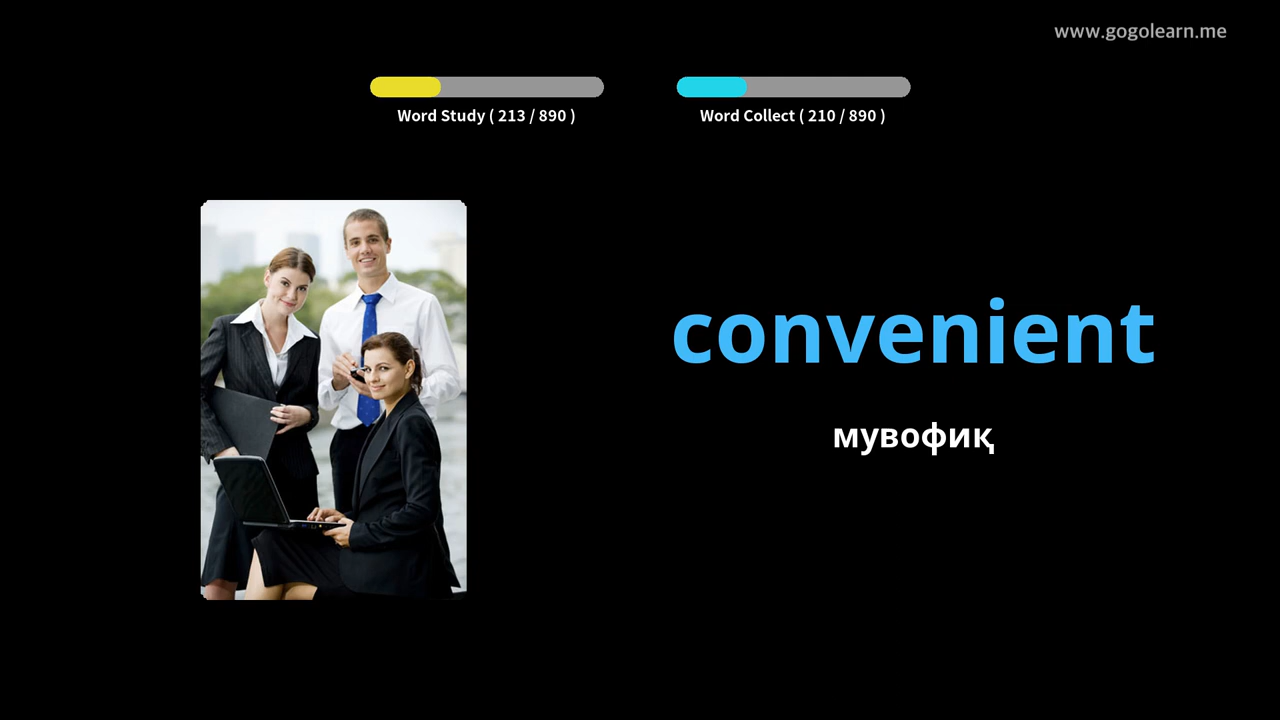 www.gogolearn.me
Word Study ( 213 / 890 )
Word Collect ( 210 / 890 )
convenient
мувофиқ